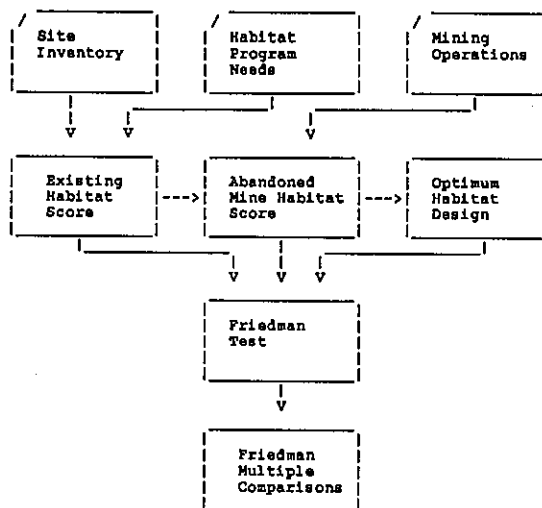 Site
Inventory
Habitat
Program
Needs
Mining
Operations
Existing
Habitat
Score
Abandoned
Mine Habitat
Score
Optimum
Habitat
Design
Friedman
Test
Friedman
Multiple
Comparisons